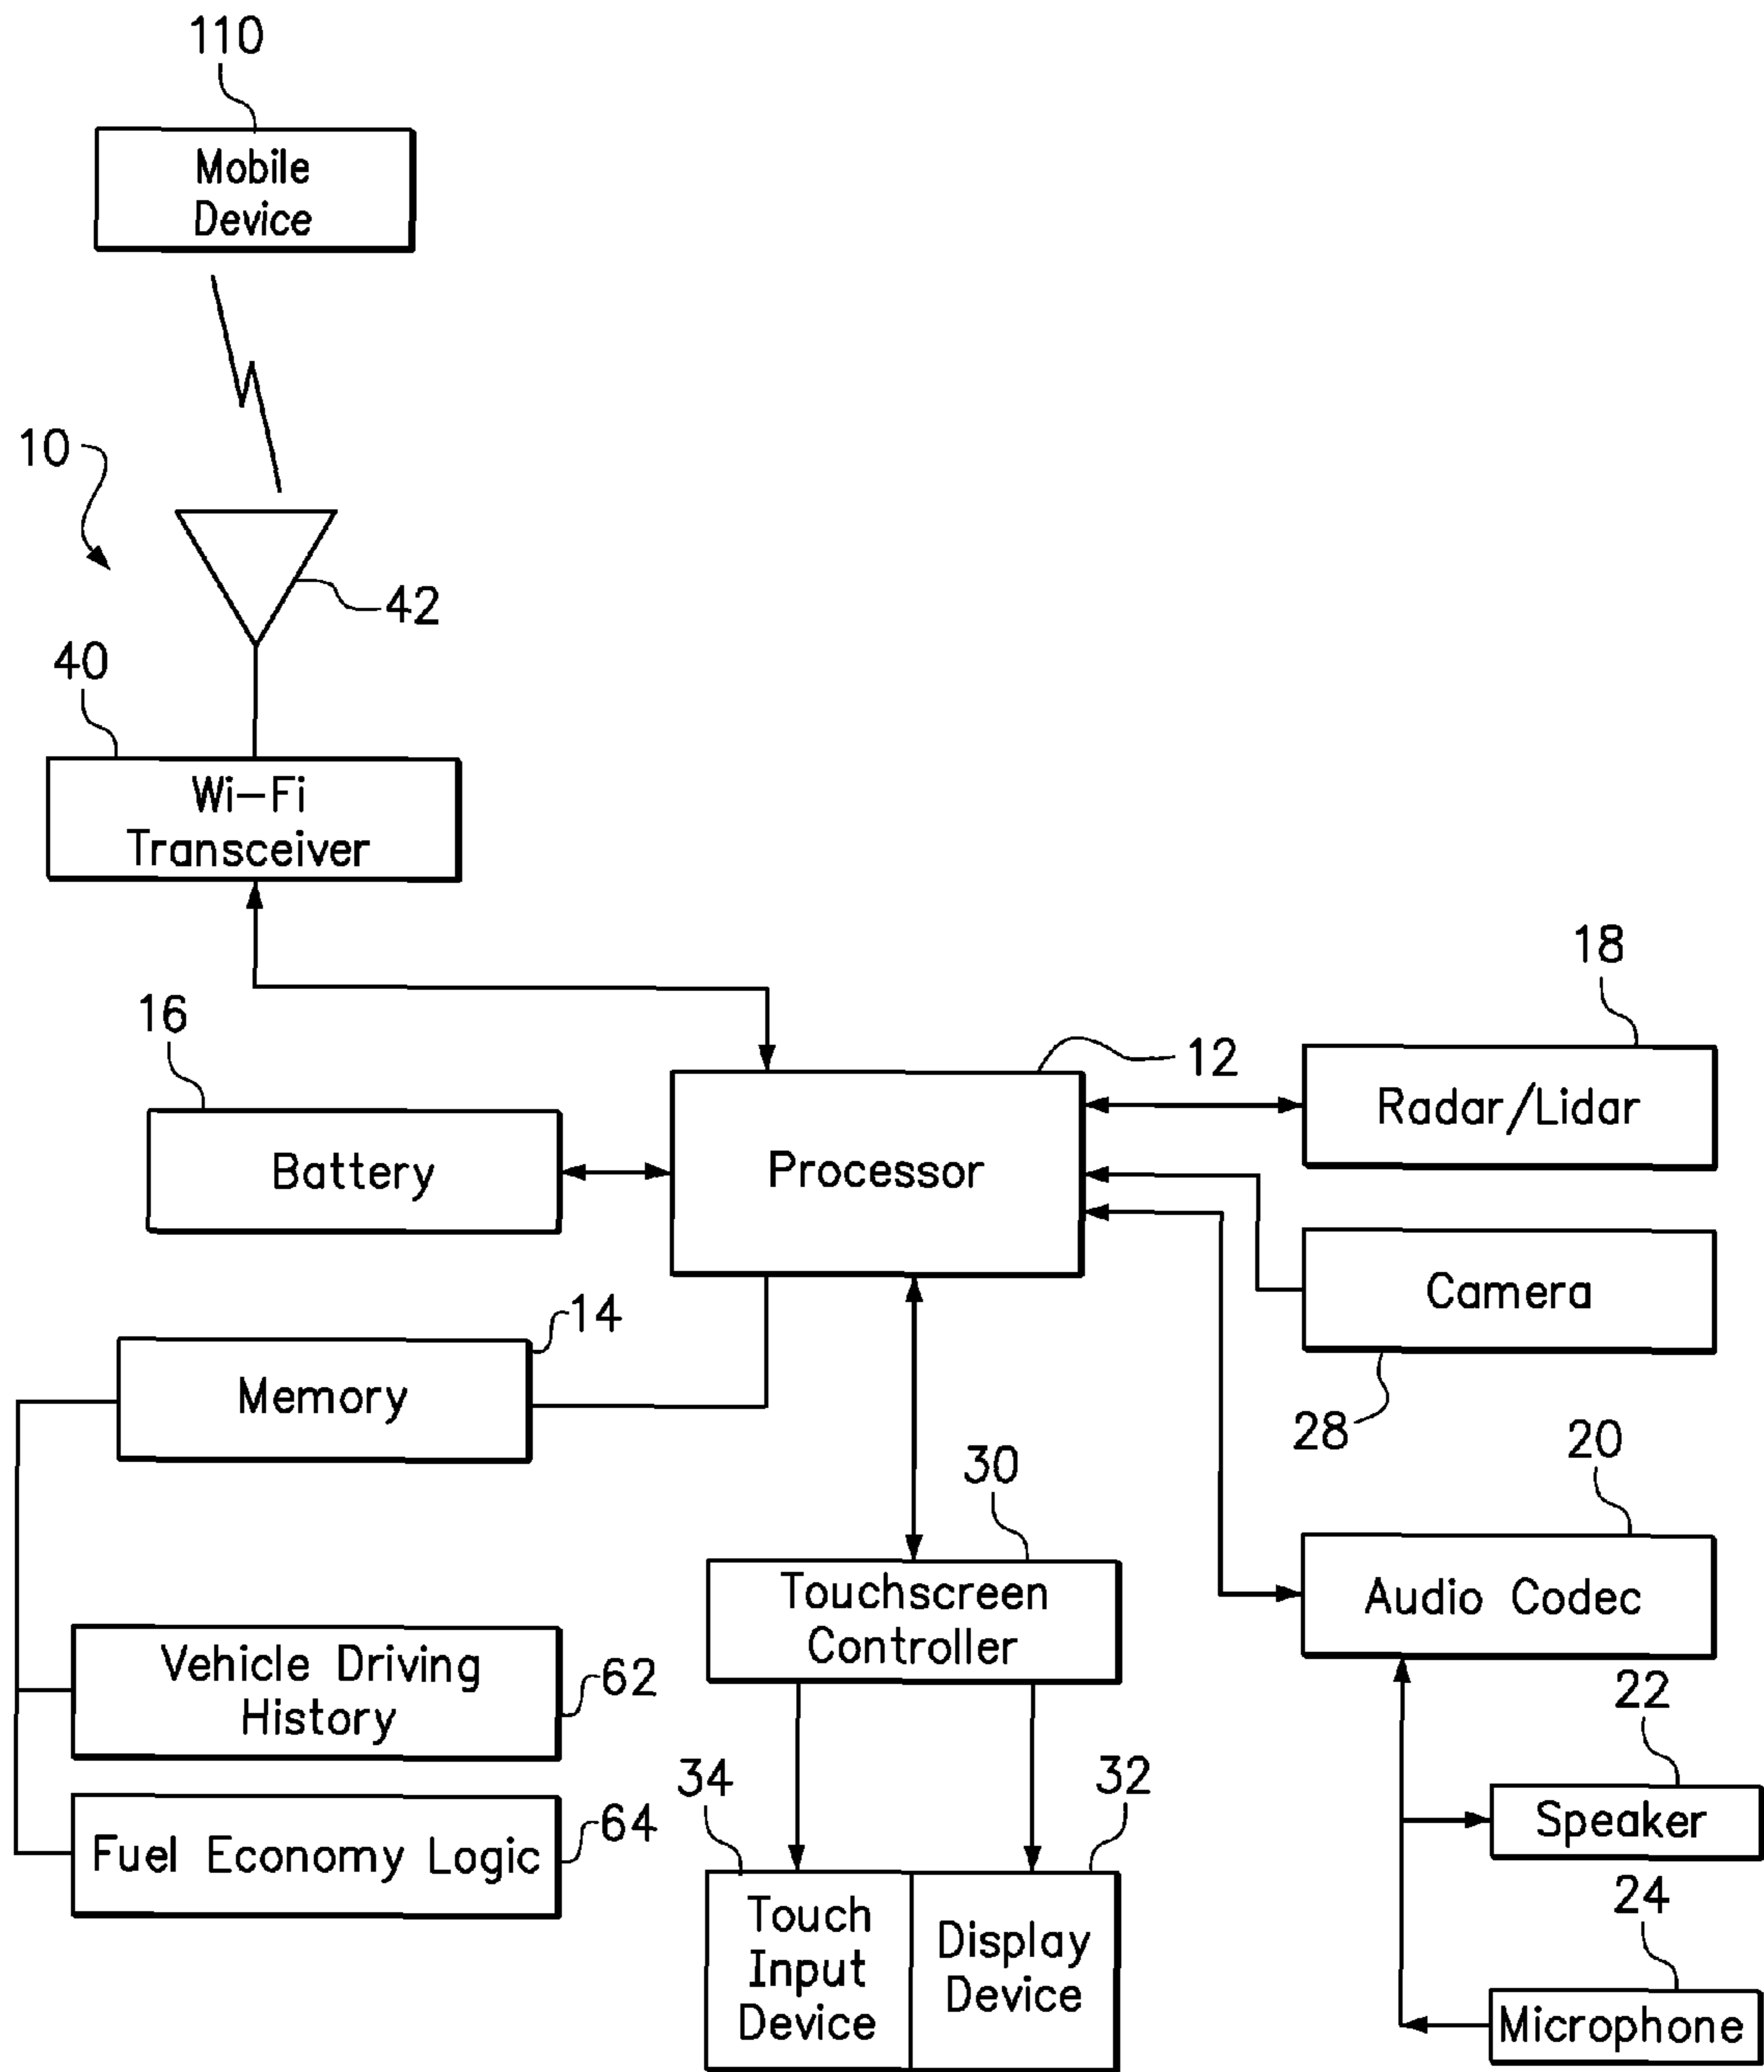 110
Mobile
Device
10
42
40
Wi-Fi
Transceiver
18
16
12
Radar/Lidar
Battery
Processor
Camera
14
Memory
28
20
30
Audio Codec
Touchscreen
Controller
Vehicle Driving
History
62
22
34
32
Speaker
Fuel Economy Logic
64
24
Touch
Input
Device
Display
Device
Microphone